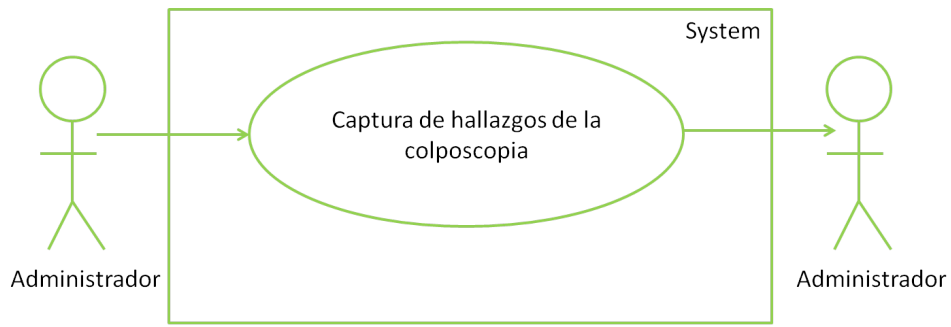 System
Captura de hallazgos de la
colposcopia
Administrador
Administrador